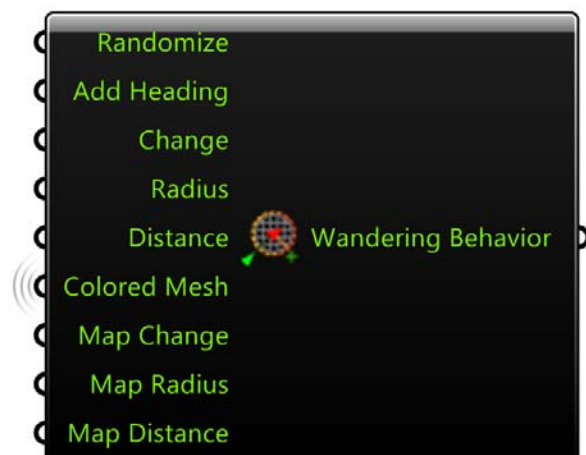 Randomize
Add Heading
Change
Radius
Distance
Wandering Behavior
Colored Mesh
Map Change
Map Radius
Map Distance